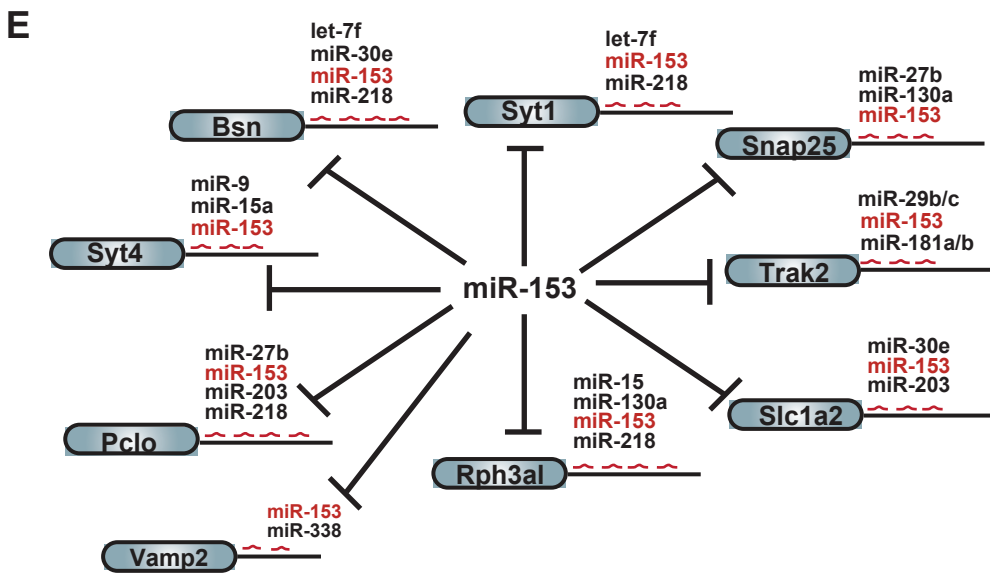 E
let-7f
miR-30e
miR-153
miR-218
Bsn
let-7f
miR-153
miR-218
Syt1
miR-27b
miR-130a
miR-153
Snap25
miR-9
miR-15a
miR-153
Syt4
miR-29b/c
miR-153
miR-181a/b
Trak2
miR-153
miR-27b
miR-153
miR-203
miR-218
Pclo
miR-15
miR-130a
miR-153
miR-218
Rph3al
miR-30e
miR-153
miR-203
Slc1a2
miR-153
miR-338
Vamp2